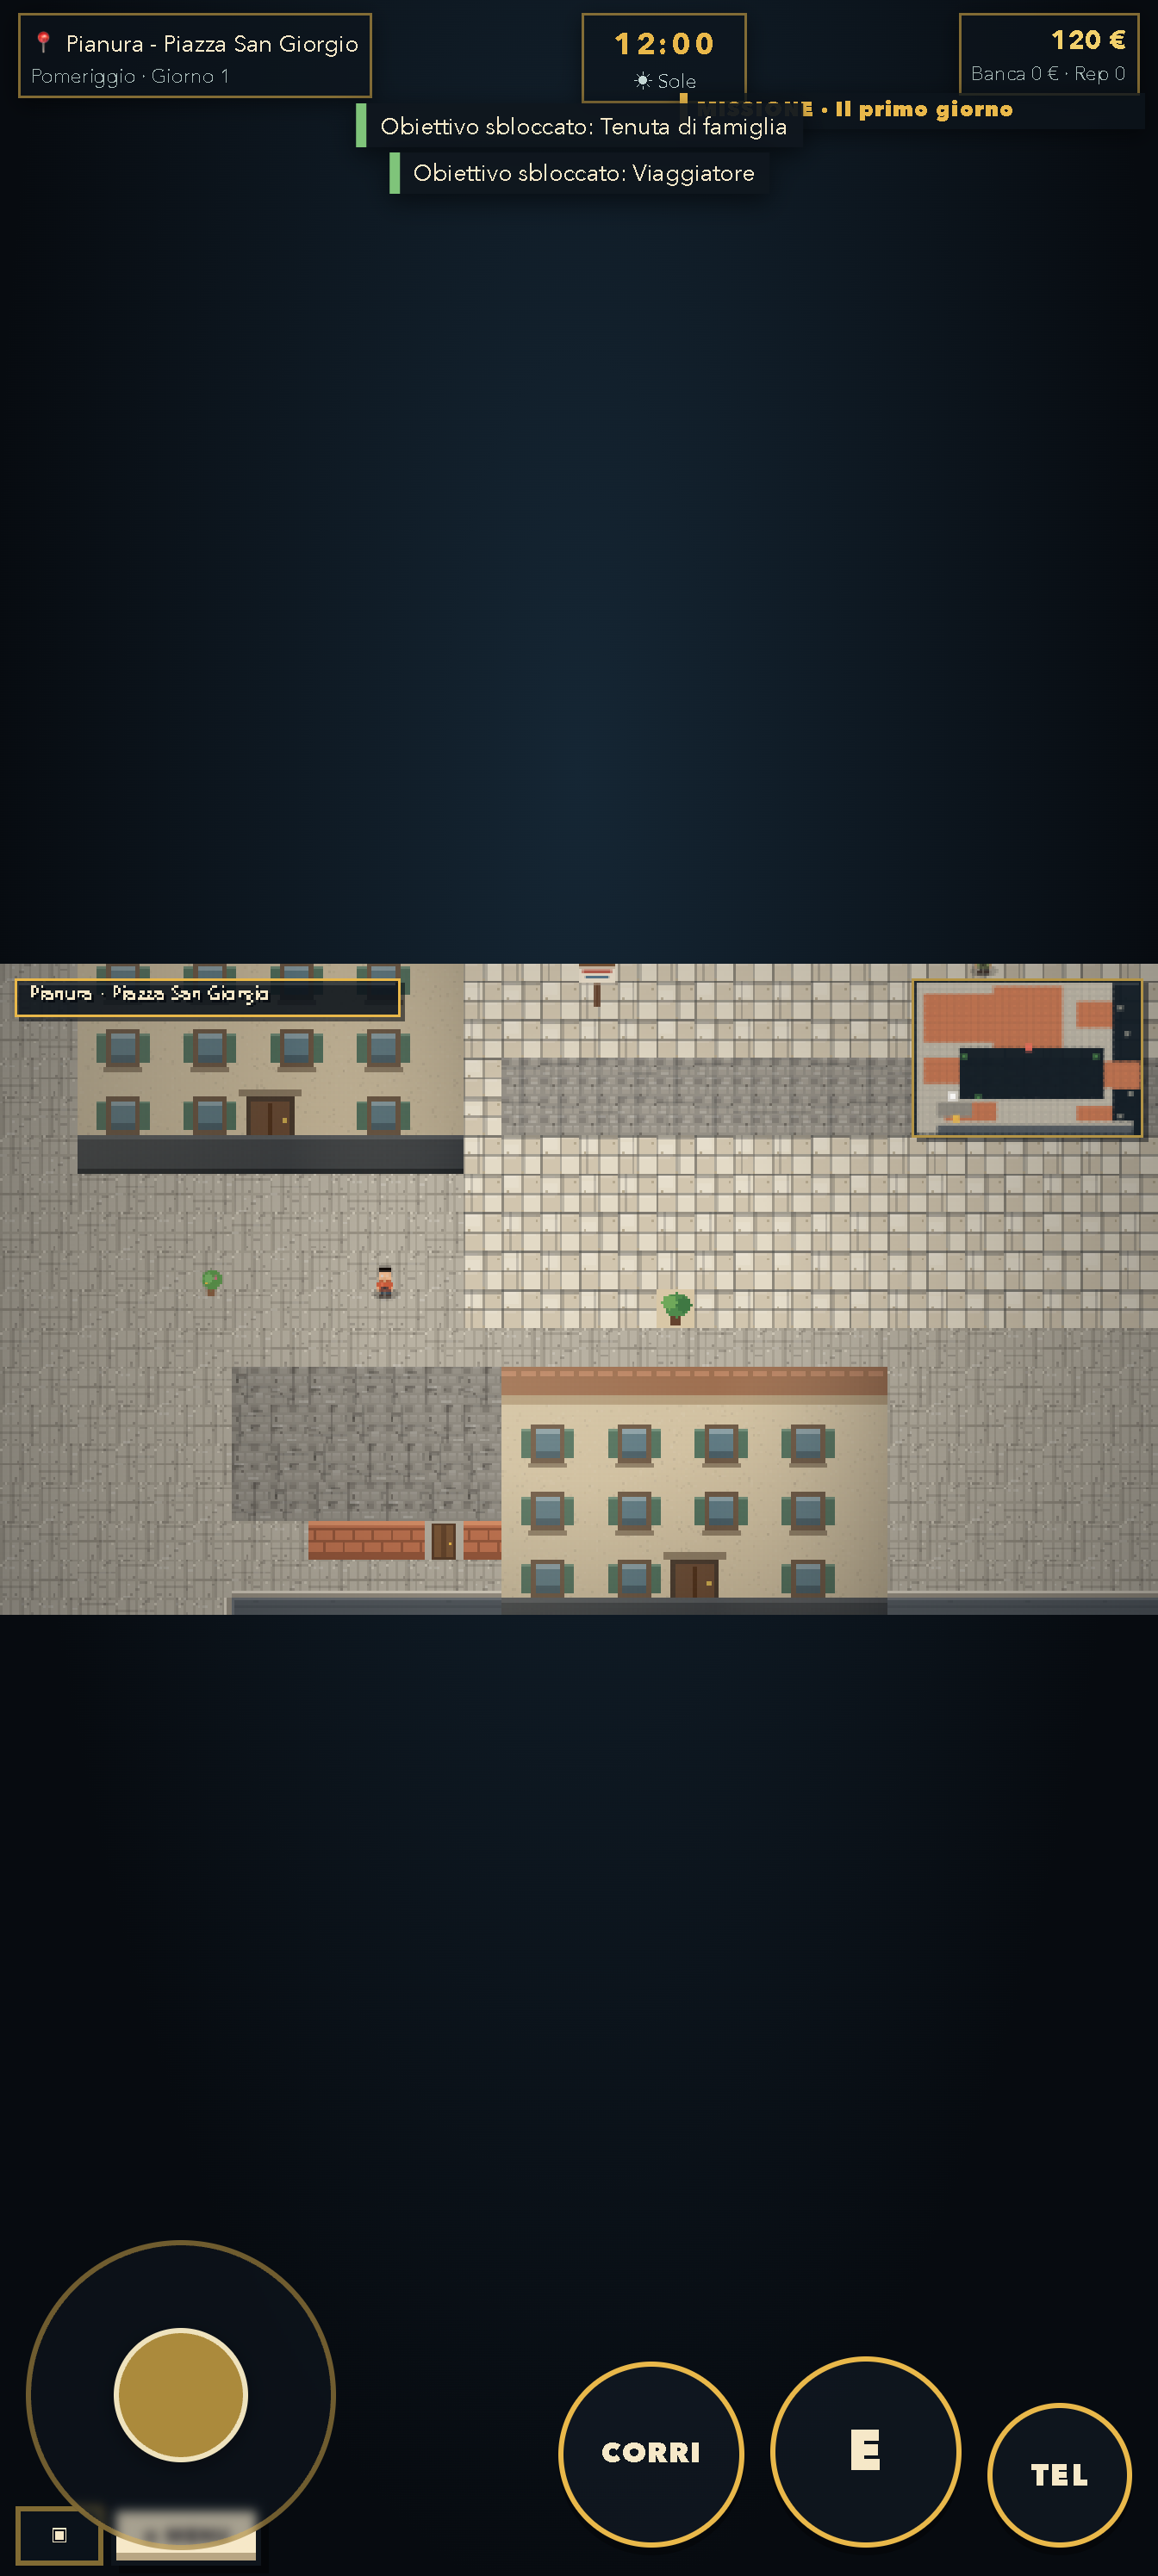 📍 Pianura - Piazza San Giorgio
Pomeriggio · Giorno 1
12:00
☀ Sole
120 €
Banca 0 € · Rep 0
MISSIONE · Il primo giorno
Obiettivo sbloccato: Tenuta di famiglia
Obiettivo sbloccato: Viaggiatore
Pianura · Piazza San Giorgio
CORRI
E
TEL